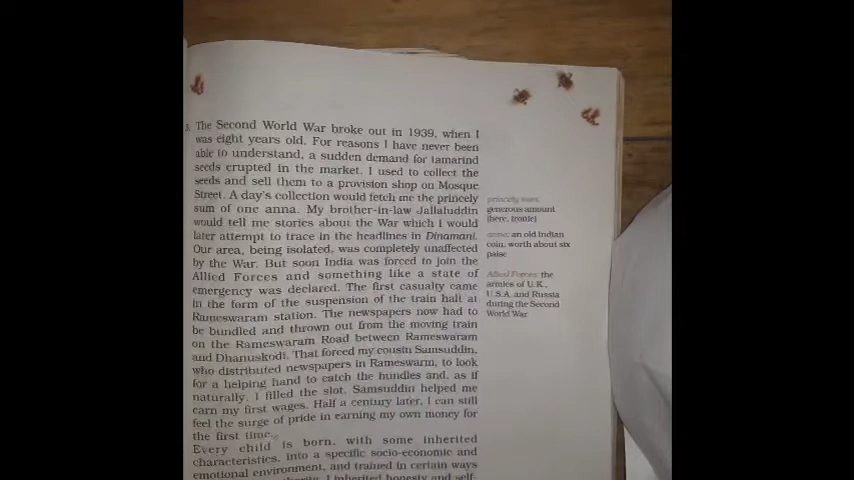 3. The Second World War broke out in 1939, when I
was eight years old. For reasons I have never been
able to understand, a sudden demand for tamarind
seeds erupted in the market. I used to collect the
seeds and sell them to a provision shop on Mosque
Street. A day's collection would fetch me the princely
sum of one anna. My brother-in-law Jallaluddin
would tell me stories about the War which I would
later attempt to trace in the headlines in Dinamani.
Our area, being isolated, was completely unaffected
by the War. But soon India was forced to join the
Allied Forces and something like a state of
emergency was declared. The first casualty came
in the form of the suspension of the train halt at
Rameswaram station. The newspapers now had to
be bundled and thrown out from the moving train
on the Rameswaram Road between Rameswaram
and Dhanuskodi. That forced my cousin Samsuddin,
who distributed newspapers in Rameswarm, to look
for a helping hand to catch the bundles and, as if
naturally, I filled the slot. Samsuddin helped me
earn my first wages. Half a century later, I can still
feel the surge of pride in earning my own money for
the first time.
Every child is born, with some inherited
characteristics, into a specific socio-economic and
emotional environment, and trained in certain ways
I inherited honesty and self-
princely sum:
generous amount
(here, ironic)
anna: an old Indian
coin, worth about six
paise
Allied Forces: the
armies of U.K.,
U.S.A. and Russia
during the Second
World War